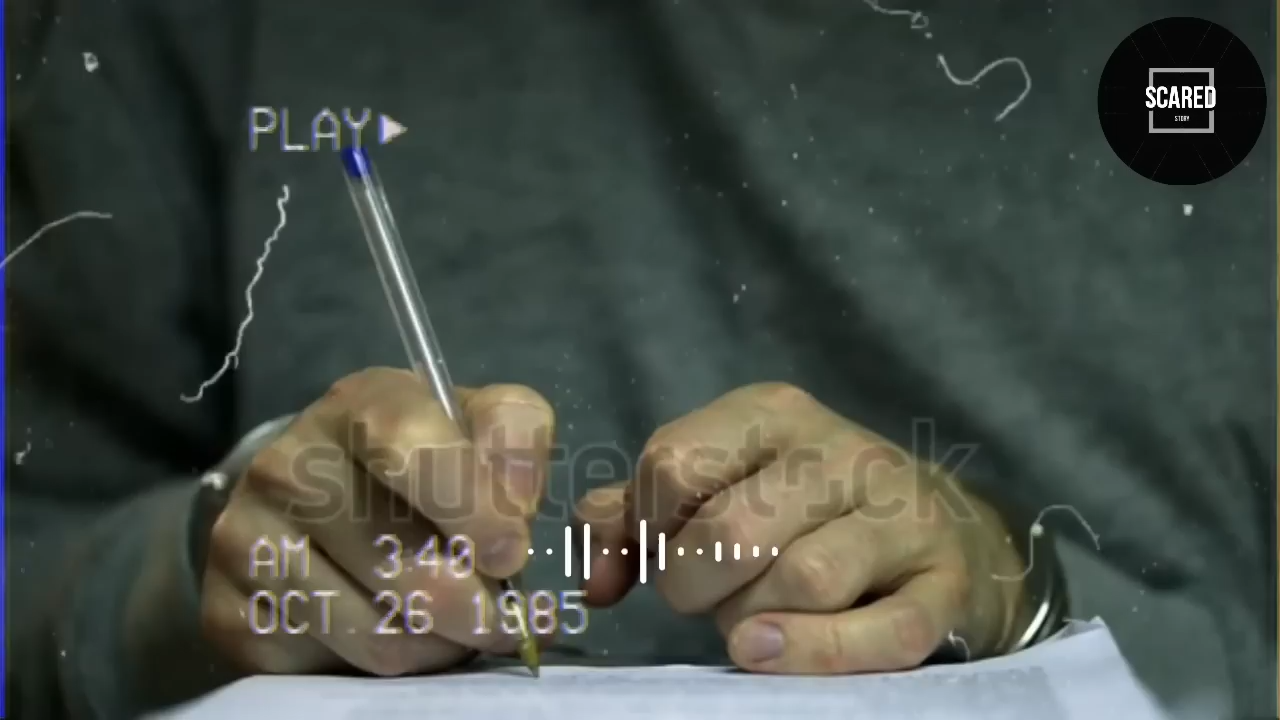 PLAY
SCARED
STORY
shutterstock
AM 3:40
OCT. 26 1985